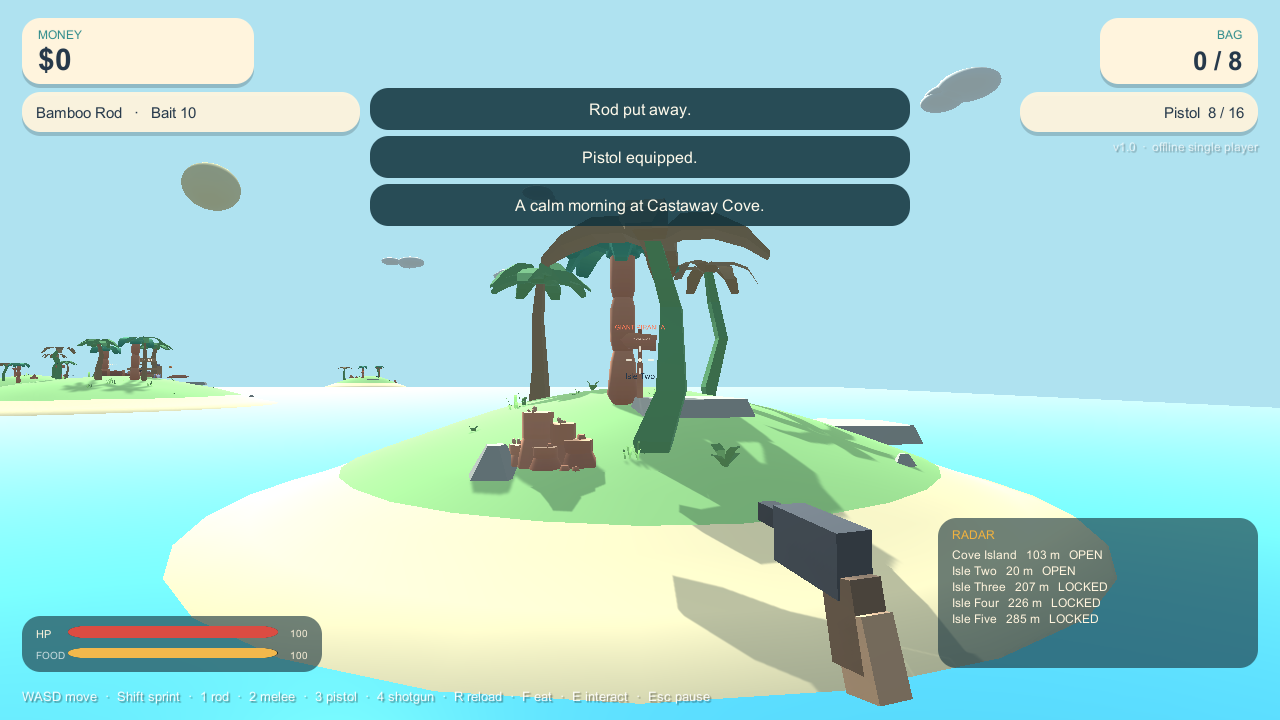 MONEY
$0
Bamboo Rod · Bait 10
Rod put away.
Pistol equipped.
A calm morning at Castaway Cove.
BAG
0 / 8
Pistol 8 / 16
v1.0 · offline single player
Isle Two
RADAR
Cove Island 103 m OPEN
Isle Two 20 m OPEN
Isle Three 207 m LOCKED
Isle Four 226 m LOCKED
Isle Five 285 m LOCKED
HP 100
FOOD 100
WASD move · Shift sprint · 1 rod · 2 melee · 3 pistol · 4 shotgun · R reload · F eat · E interact · Esc pause